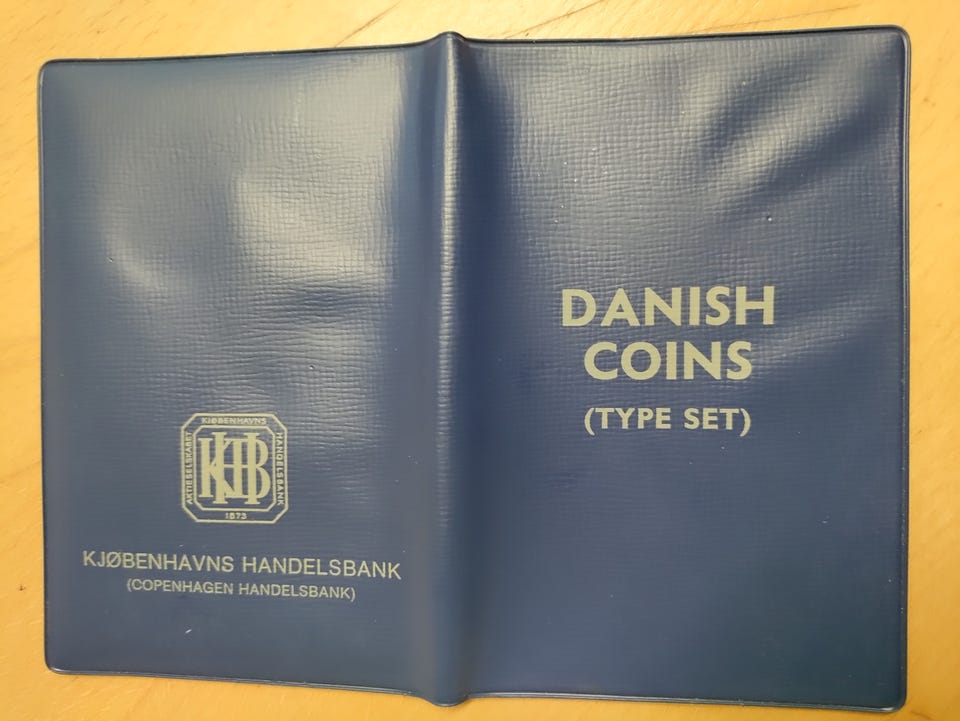 KJØBENHAVNS
AKTIESELSKABET
KHB
HANDELSBANK
1873
KJØBENHAVNS HANDELSBANK
(COPENHAGEN HANDELSBANK)
DANISH
COINS
(TYPE SET)